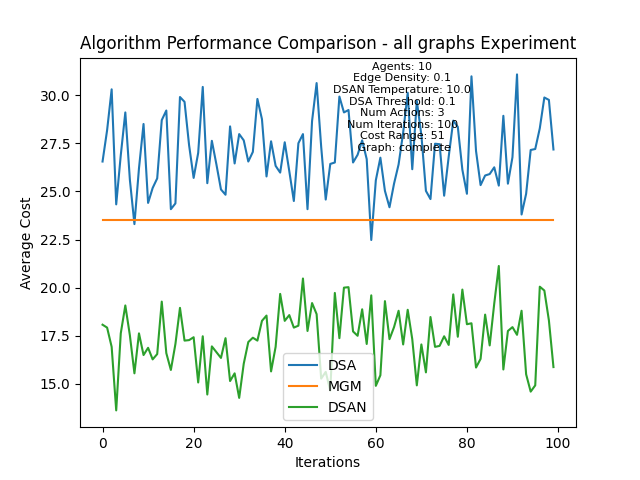 Algorithm Performance Comparison - all graphs Experiment
Agents: 10
Edge Density: 0.1
DSAN Temperature: 10.0
DSA Threshold: 0.1
Num Actions: 3
Num Iterations: 100
Cost Range: 51
Graph: complete
30.0
27.5
25.0
22.5
20.0
17.5
15.0
Average Cost
DSA
MGM
DSAN
0
20
40
60
80
100
Iterations